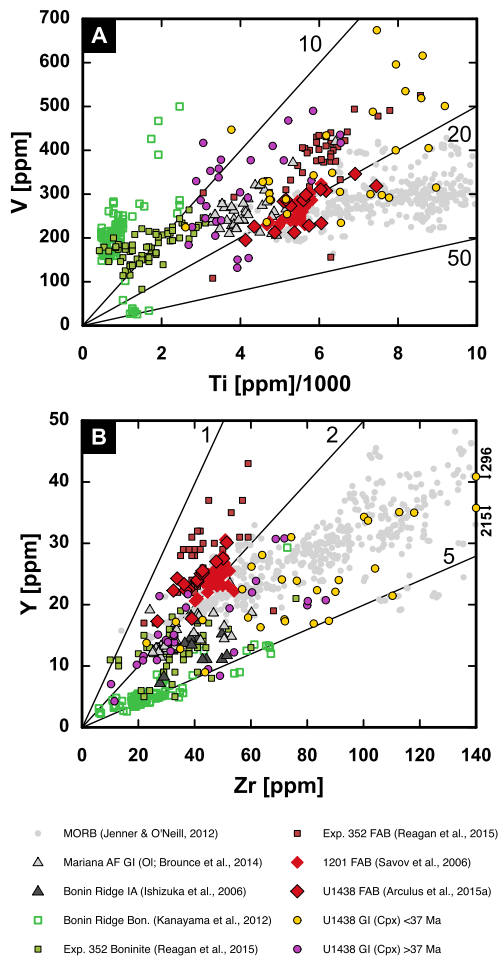 A
700
600
500
400
300
200
100
0
V [ppm]
10
20
50
0
2
4
6
8
10
Ti [ppm]/1000
B
50
40
30
20
10
0
Y [ppm]
1
2
5
1296
2151
0
20
40
60
80
100
120
140
Zr [ppm]
MORB (Jenner & O'Neill, 2012)
Mariana AF GI (Ol; Brounce et al., 2014)
Bonin Ridge IA (Ishizuka et al., 2006)
Bonin Ridge Bon. (Kanayama et al., 2012)
Exp. 352 Boninite (Reagan et al., 2015)
Exp. 352 FAB (Reagan et al., 2015)
1201 FAB (Savov et al., 2006)
U1438 FAB (Arculus et al., 2015a)
U1438 GI (Cpx) <37 Ma
U1438 GI (Cpx) >37 Ma